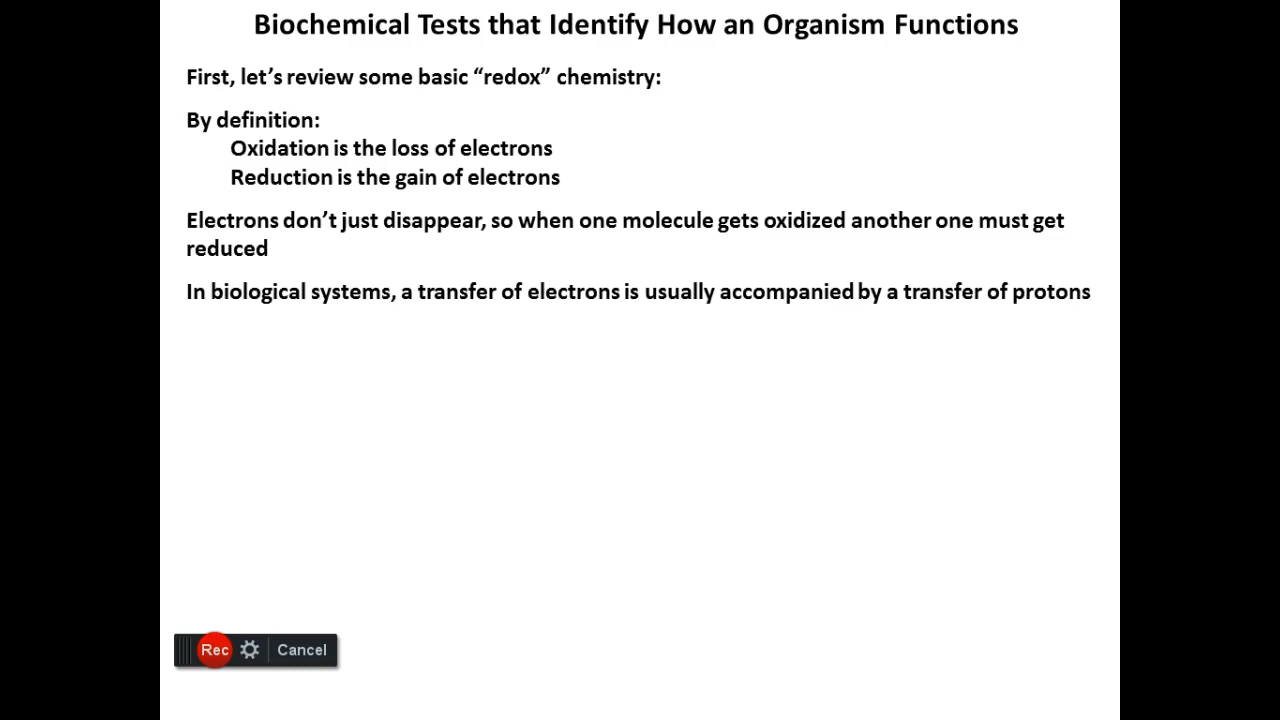 Biochemical Tests that Identify How an Organism Functions
First, let’s review some basic “redox” chemistry:
By definition:
Oxidation is the loss of electrons
Reduction is the gain of electrons
Electrons don’t just disappear, so when one molecule gets oxidized another one must get
reduced
In biological systems, a transfer of electrons is usually accompanied by a transfer of protons
Rec Cancel